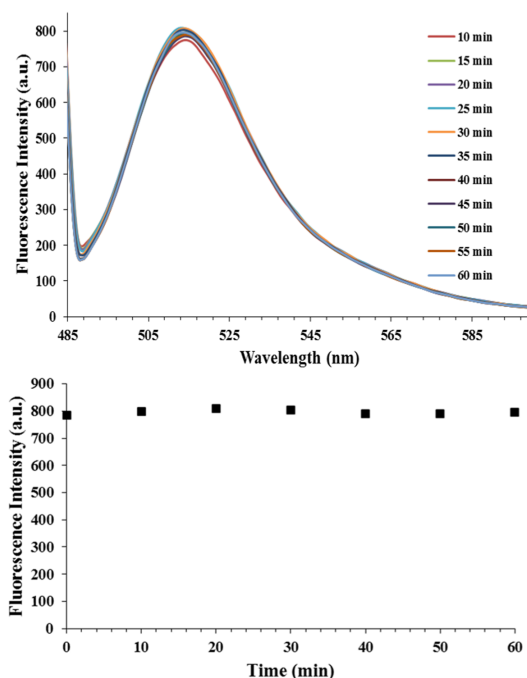 Fluorescence Intensity (a.u.)
800
700
600
500
400
300
200
100
0
10 min
15 min
20 min
25 min
30 min
35 min
40 min
45 min
50 min
55 min
60 min
485 505 525 545 565 585
Wavelength (nm)
Fluorescence Intensity (a.u.)
900
800
700
600
500
400
300
200
100
0
0 10 20 30 40 50 60
Time (min)